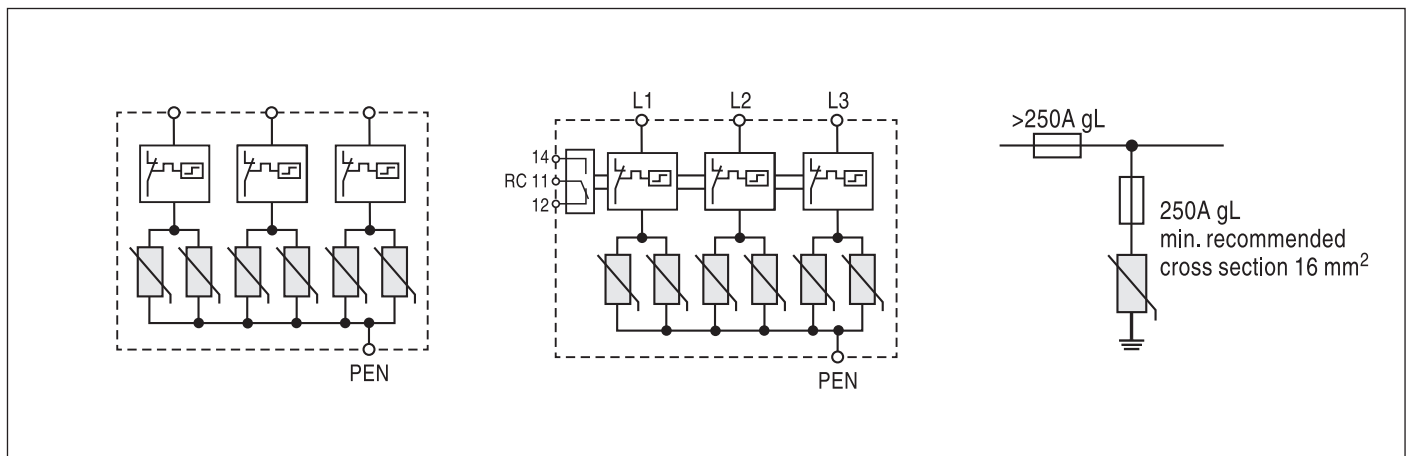 PEN
L1 L2 L3
14
RC 11
12
PEN
>250A gL
250A gL
min. recommended
cross section 16 mm²